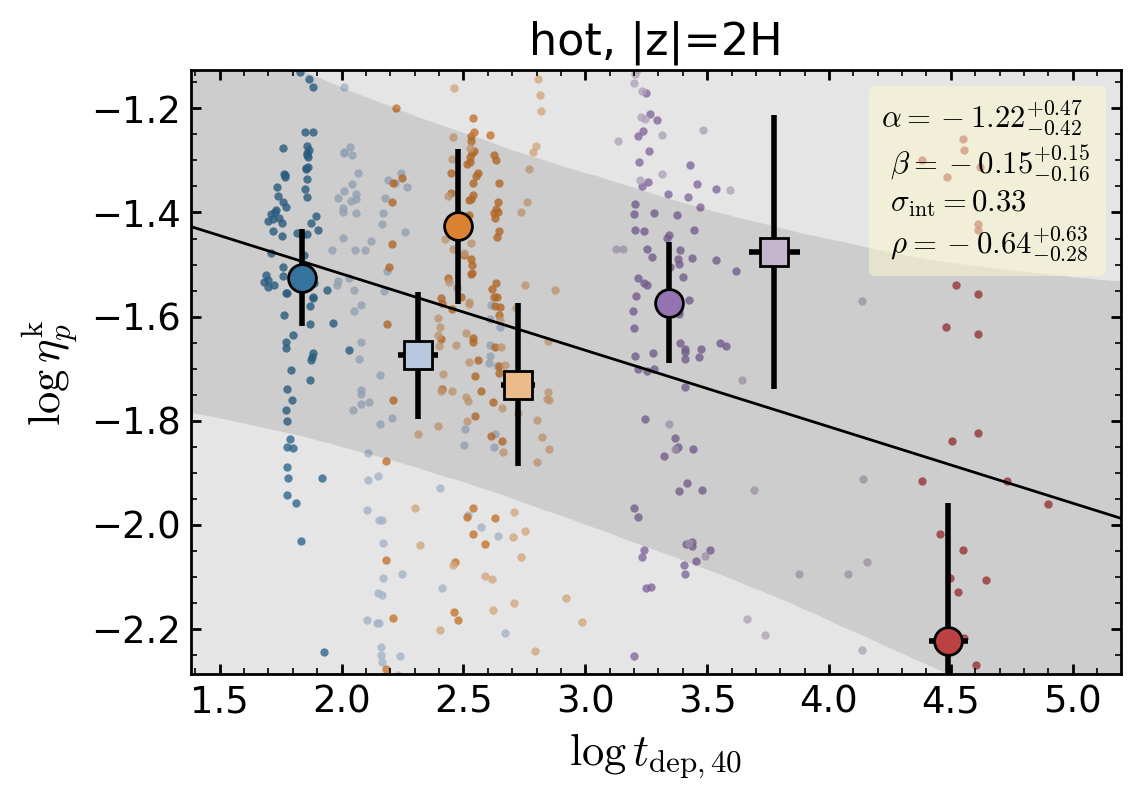 hot, |z|=2H
α = −1.22 +0.47 −0.42
β = −0.15 +0.15 −0.16
σint = 0.33
ρ = −0.64 +0.63 −0.28
log η_p^k
−1.2
−1.4
−1.6
−1.8
−2.0
−2.2
1.5 2.0 2.5 3.0 3.5 4.0 4.5 5.0
log t_dep, 40